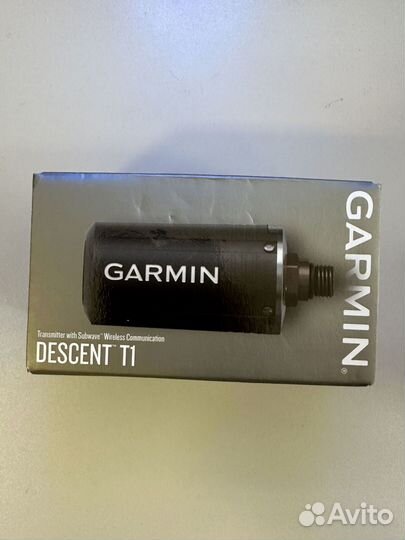 GARMIN
GARMIN®
Transmitter with Subwave™ Wireless Communication
DESCENT™ T1
Avito